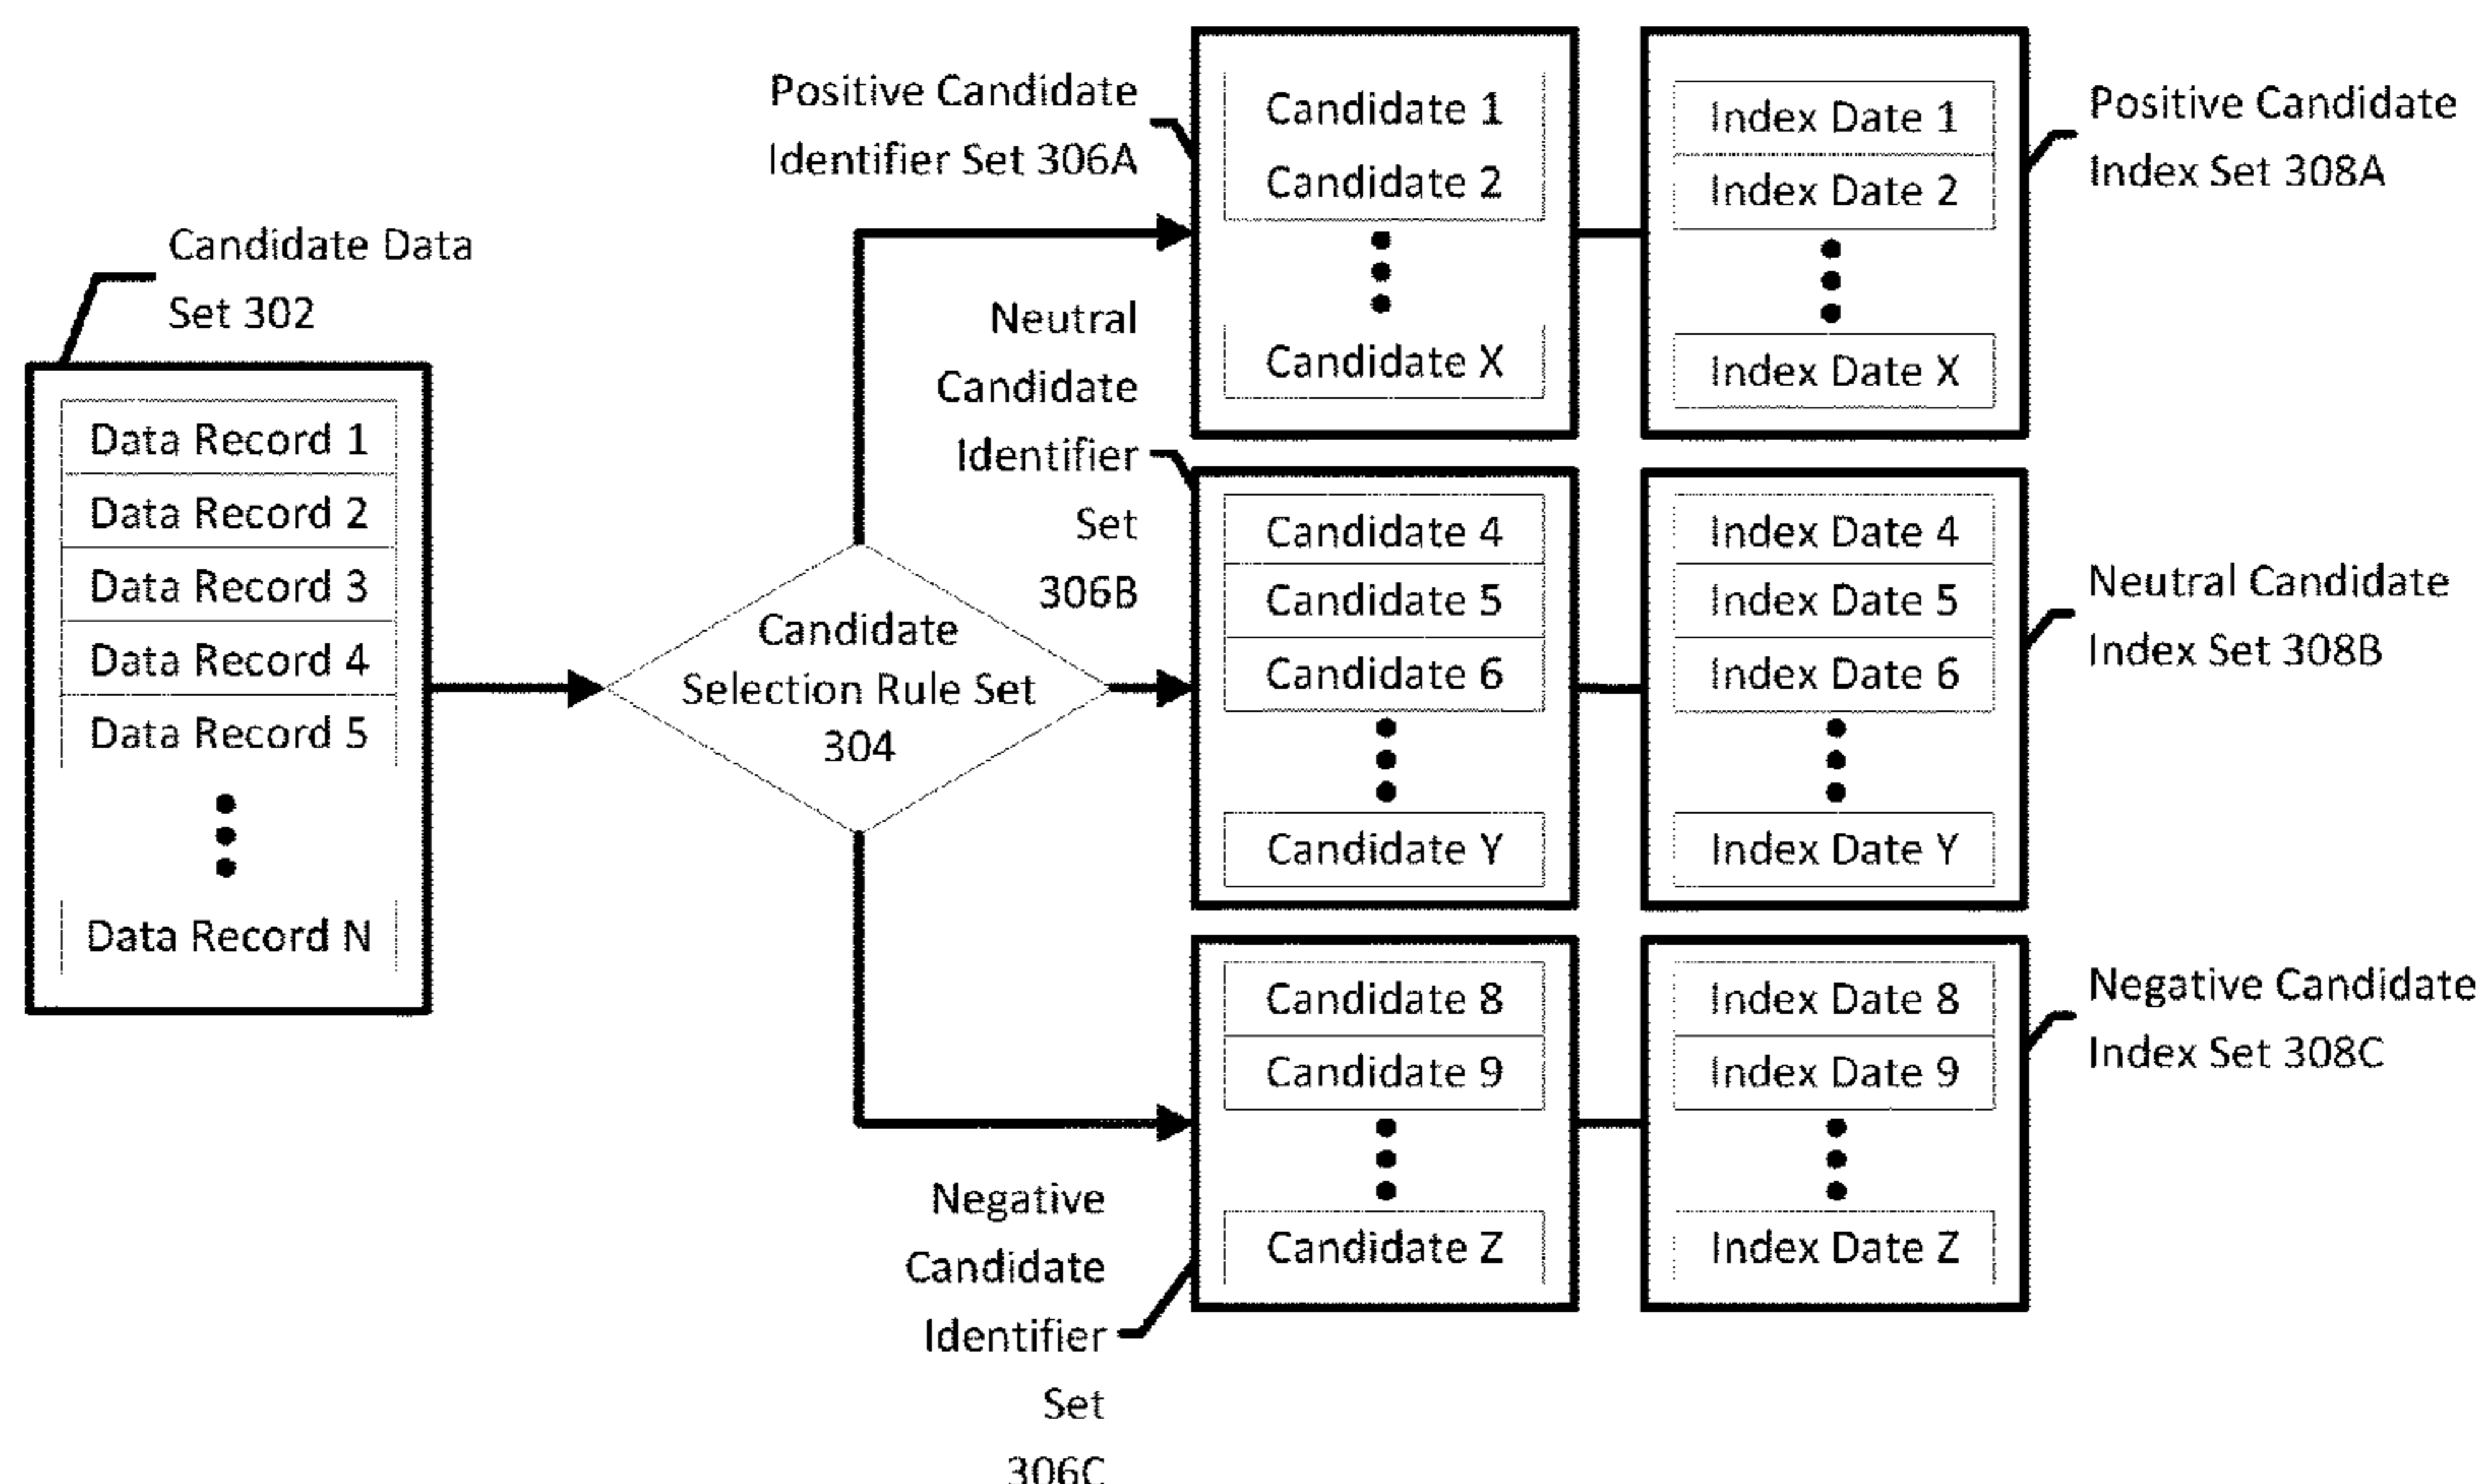 Candidate Data
Set 302
Data Record 1
Data Record 2
Data Record 3
Data Record 4
Data Record 5
Data Record N
Candidate
Selection Rule Set
304
Positive Candidate
Identifier Set 306A
Candidate 1
Candidate 2
Candidate X
Index Date 1
Index Date 2
Index Date X
Positive Candidate
Index Set 308A
Neutral
Candidate
Identifier
Set
306B
Candidate 4
Candidate 5
Candidate 6
Candidate Y
Index Date 4
Index Date 5
Index Date 6
Index Date Y
Neutral Candidate
Index Set 308B
Negative
Candidate
Identifier
Set
306C
Candidate 8
Candidate 9
Candidate Z
Index Date 8
Index Date 9
Index Date Z
Negative Candidate
Index Set 308C